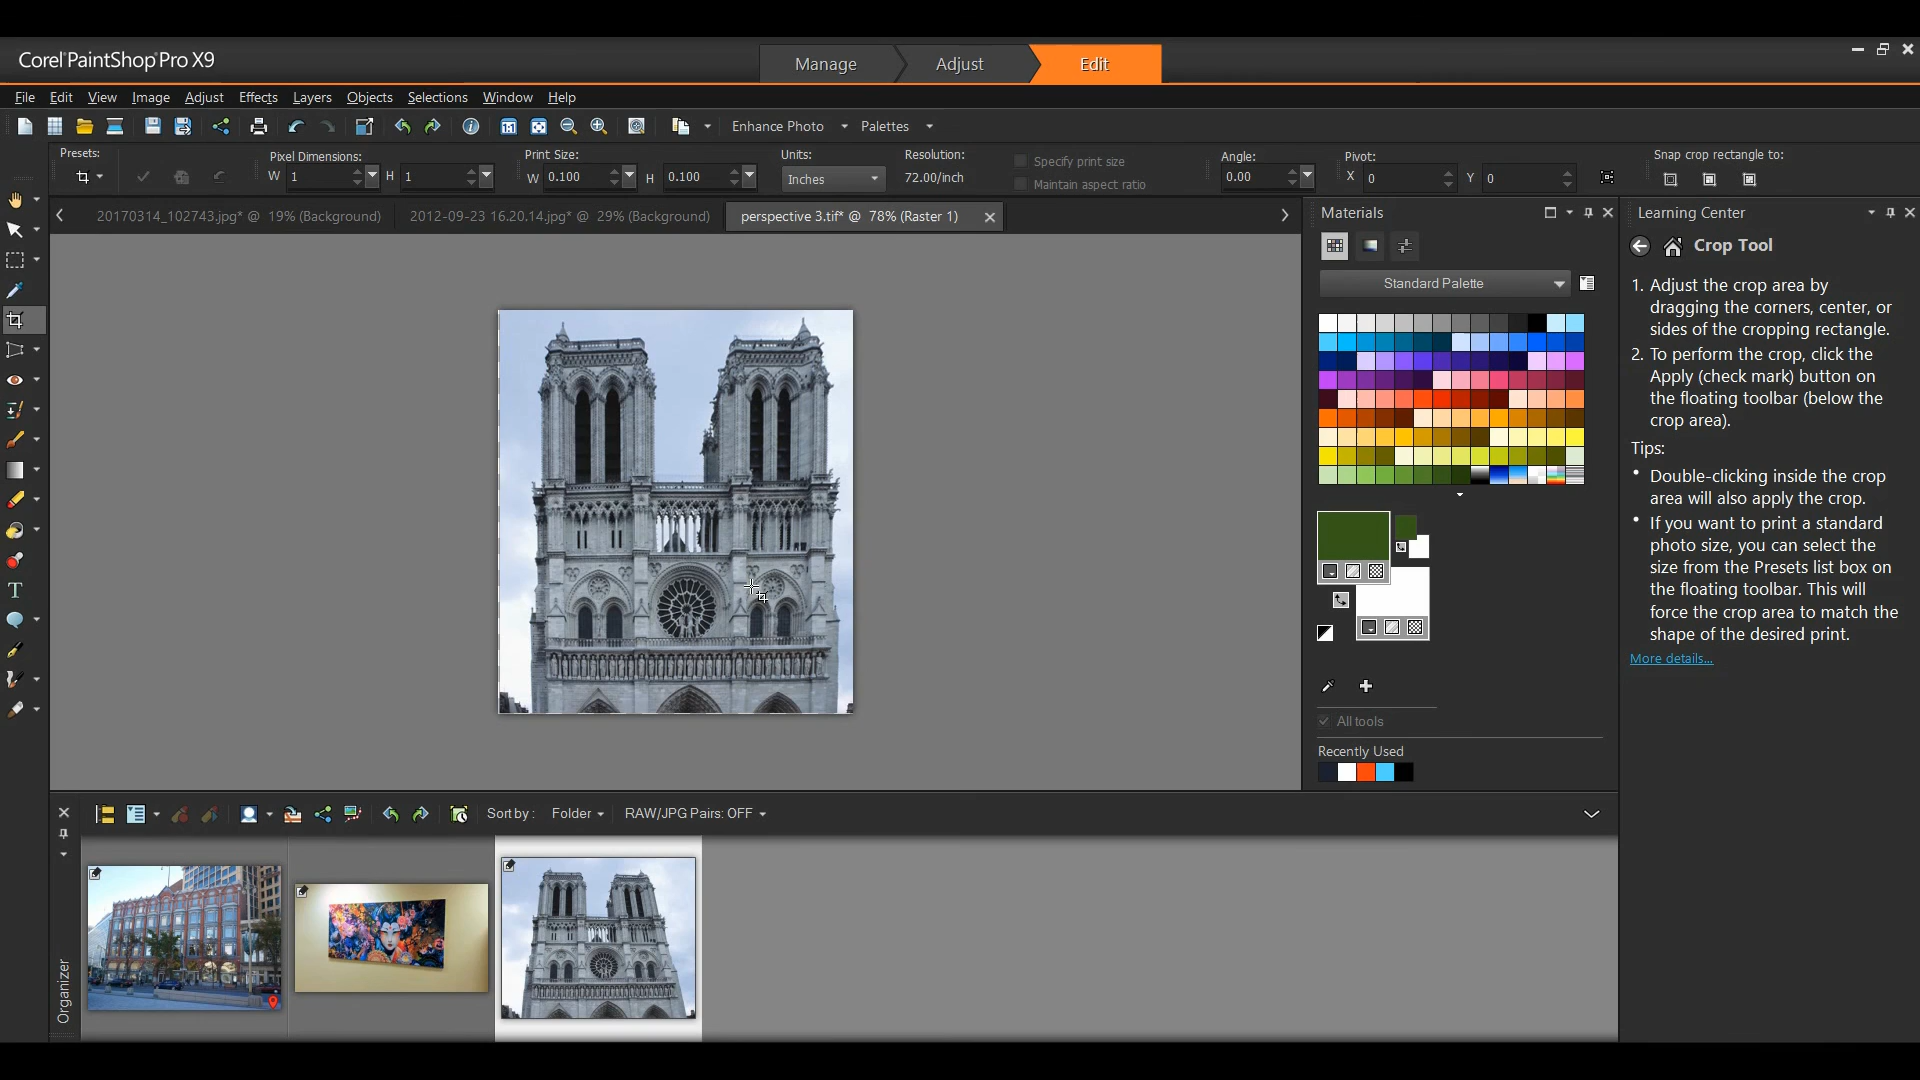 Corel PaintShop Pro X9
Manage
Adjust
Edit
File Edit View Image Adjust Effects Layers Objects Selections Window Help
Enhance Photo
Palettes
Presets:
Pixel Dimensions:
W 1
H 1
Print Size:
W 0.100
H 0.100
Units:
Inches
Resolution:
72.00/inch
Specify print size
Maintain aspect ratio
Angle:
0.00
Pivot:
X 0
Y 0
Snap crop rectangle to:
20170314_102743.jpg* @ 19% (Background)
2012-09-23 16.20.14.jpg* @ 29% (Background)
perspective 3.tif* @ 78% (Raster 1)
Materials
Standard Palette
All tools
Recently Used
Learning Center
Crop Tool
1. Adjust the crop area by
dragging the corners, center, or
sides of the cropping rectangle.
2. To perform the crop, click the
Apply (check mark) button on
the floating toolbar (below the
crop area).
Tips:
• Double-clicking inside the crop
area will also apply the crop.
• If you want to print a standard
photo size, you can select the
size from the Presets list box on
the floating toolbar. This will
force the crop area to match the
shape of the desired print.
More details...
Sort by: Folder
RAW/JPG Pairs: OFF
Organizer